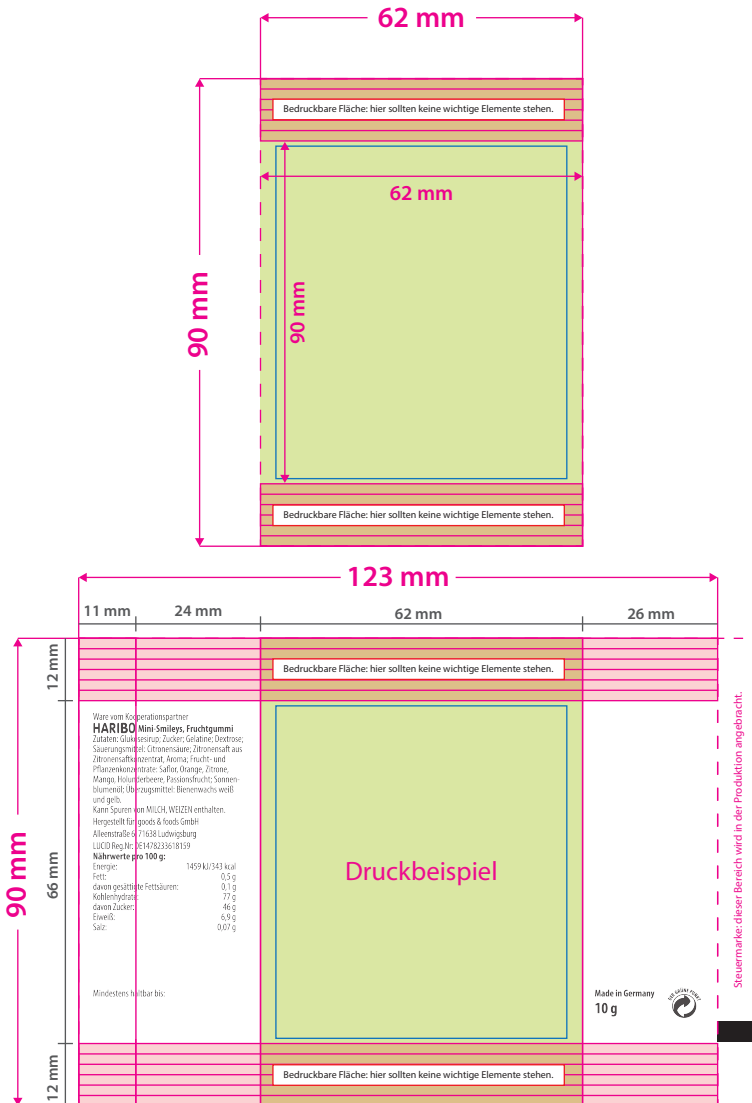 62 mm
Bedruckbare Fläche: hier sollten keine wichtige Elemente stehen.
62 mm
90 mm
90 mm
Bedruckbare Fläche: hier sollten keine wichtige Elemente stehen.
123 mm
11 mm
24 mm
62 mm
26 mm
12 mm
Bedruckbare Fläche: hier sollten keine wichtige Elemente stehen.
Ware vom Kooperationspartner
HARIBO Mini-Smileys, Fruchtgummi
Zutaten: Glukosesirup; Zucker; Gelatine; Dextrose;
Säuerungsmittel: Citronensäure; Zitronensaft aus
Zitronensaftkonzentrat, Aroma; Frucht- und
Pflanzenkonzentrate: Saflor, Orange, Zitrone,
Mango, Holunderbeere, Passionsfrucht; Sonnen-
blumenöl; Überzugsmittel: Bienenwachs weiß
und gelb.
Kann Spuren von MILCH, WEIZEN enthalten.
Hergestellt für goods & foods GmbH
Alleenstraße 6, 71638 Ludwigsburg
LUCID Reg.Nr: DE1478233618159
Nährwerte pro 100 g:
Energie: 1459 kJ/343 kcal
Fett: 0,5 g
davon gesättigte Fettsäuren: 0,1 g
Kohlenhydrate: 77 g
davon Zucker: 46 g
Eiweiß: 6,9 g
Salz: 0,07 g
Mindestens haltbar bis:
90 mm
66 mm
Druckbeispiel
Made in Germany
10 g
DER GRÜNE PUNKT
Steuermarke: dieser Bereich wird in der Produktion angebracht.
12 mm
Bedruckbare Fläche: hier sollten keine wichtige Elemente stehen.